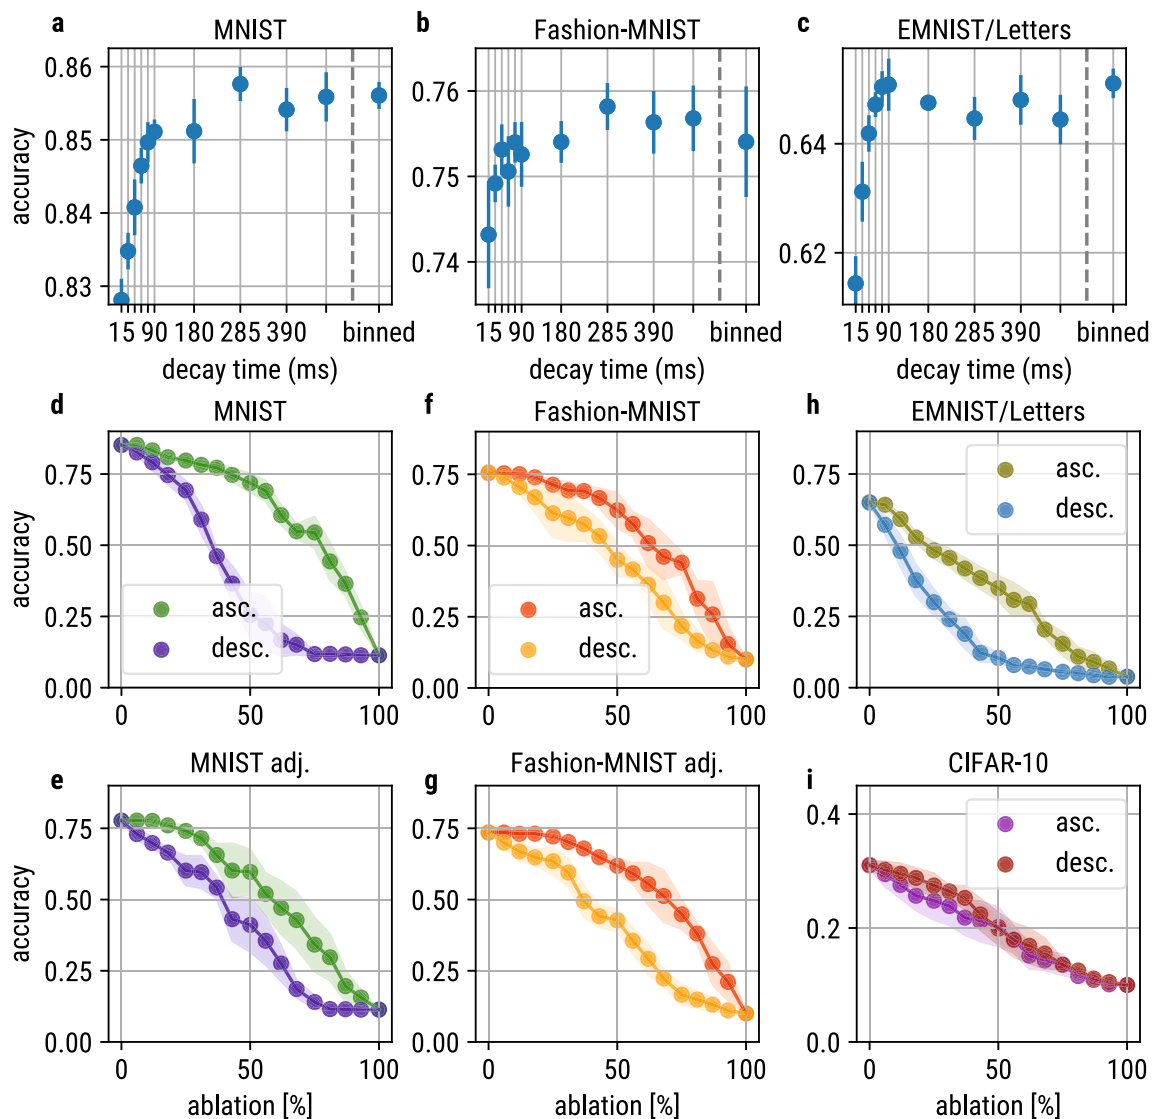 a MNIST
b Fashion-MNIST
c EMNIST/Letters
accuracy
0.86
0.85
0.84
0.83
0.76
0.75
0.74
0.64
0.62
15 90 180 285 390 binned
15 90 180 285 390 binned
15 90 180 285 390 binned
decay time (ms)
decay time (ms)
decay time (ms)
d MNIST
f Fashion-MNIST
h EMNIST/Letters
accuracy
0.75
0.50
0.25
0.00
asc.
desc.
0.75
0.50
0.25
0.00
asc.
desc.
0.75
0.50
0.25
0.00
asc.
desc.
0 50 100
0 50 100
0 50 100
e MNIST adj.
g Fashion-MNIST adj.
i CIFAR-10
accuracy
0.75
0.50
0.25
0.00
0.75
0.50
0.25
0.00
0.4
0.2
0.0
asc.
desc.
0 50 100
0 50 100
0 50 100
ablation [%]
ablation [%]
ablation [%]